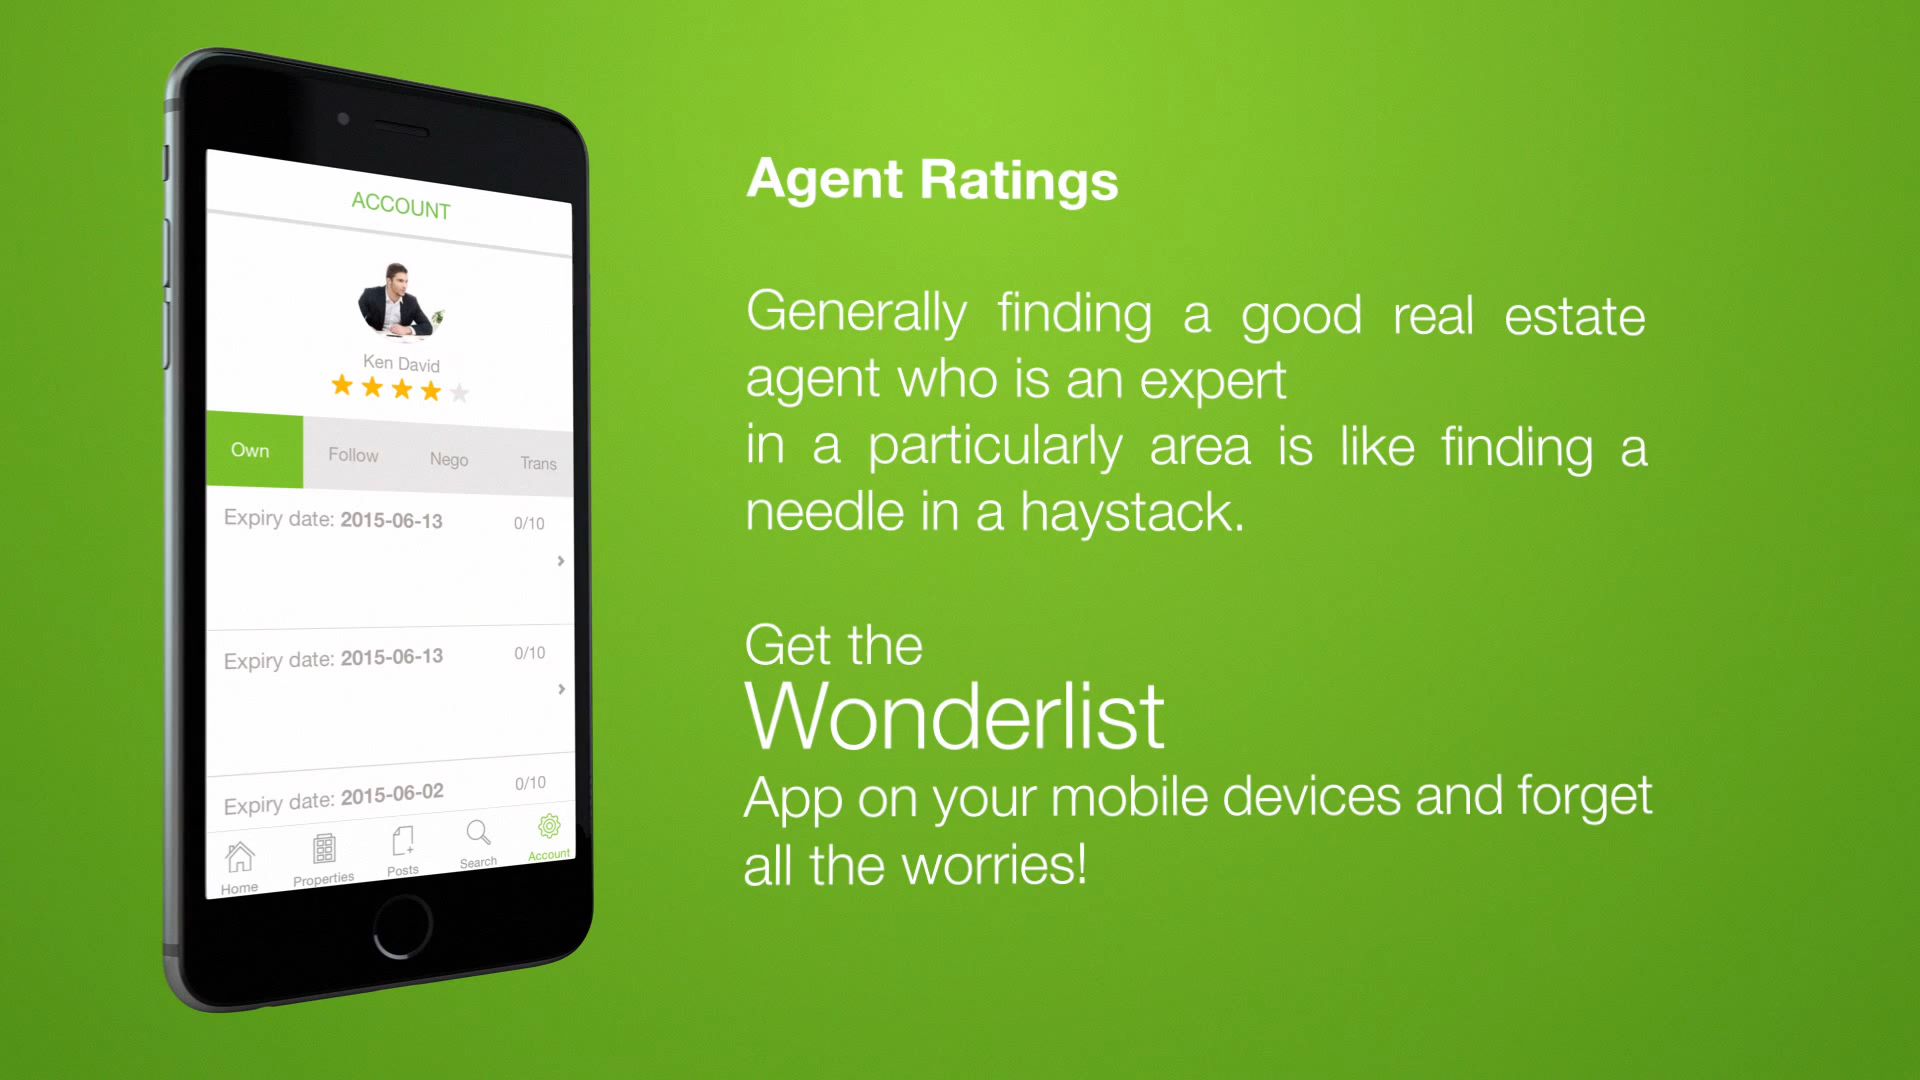 ACCOUNT
Ken David
Own Follow Nego Trans
Expiry date: 2015-06-13 0/10
Expiry date: 2015-06-13 0/10
Expiry date: 2015-06-02 0/10
Home Properties Posts Search Account
Agent Ratings
Generally finding a good real estate
agent who is an expert
in a particularly area is like finding a
needle in a haystack.
Get the
Wonderlist
App on your mobile devices and forget
all the worries!